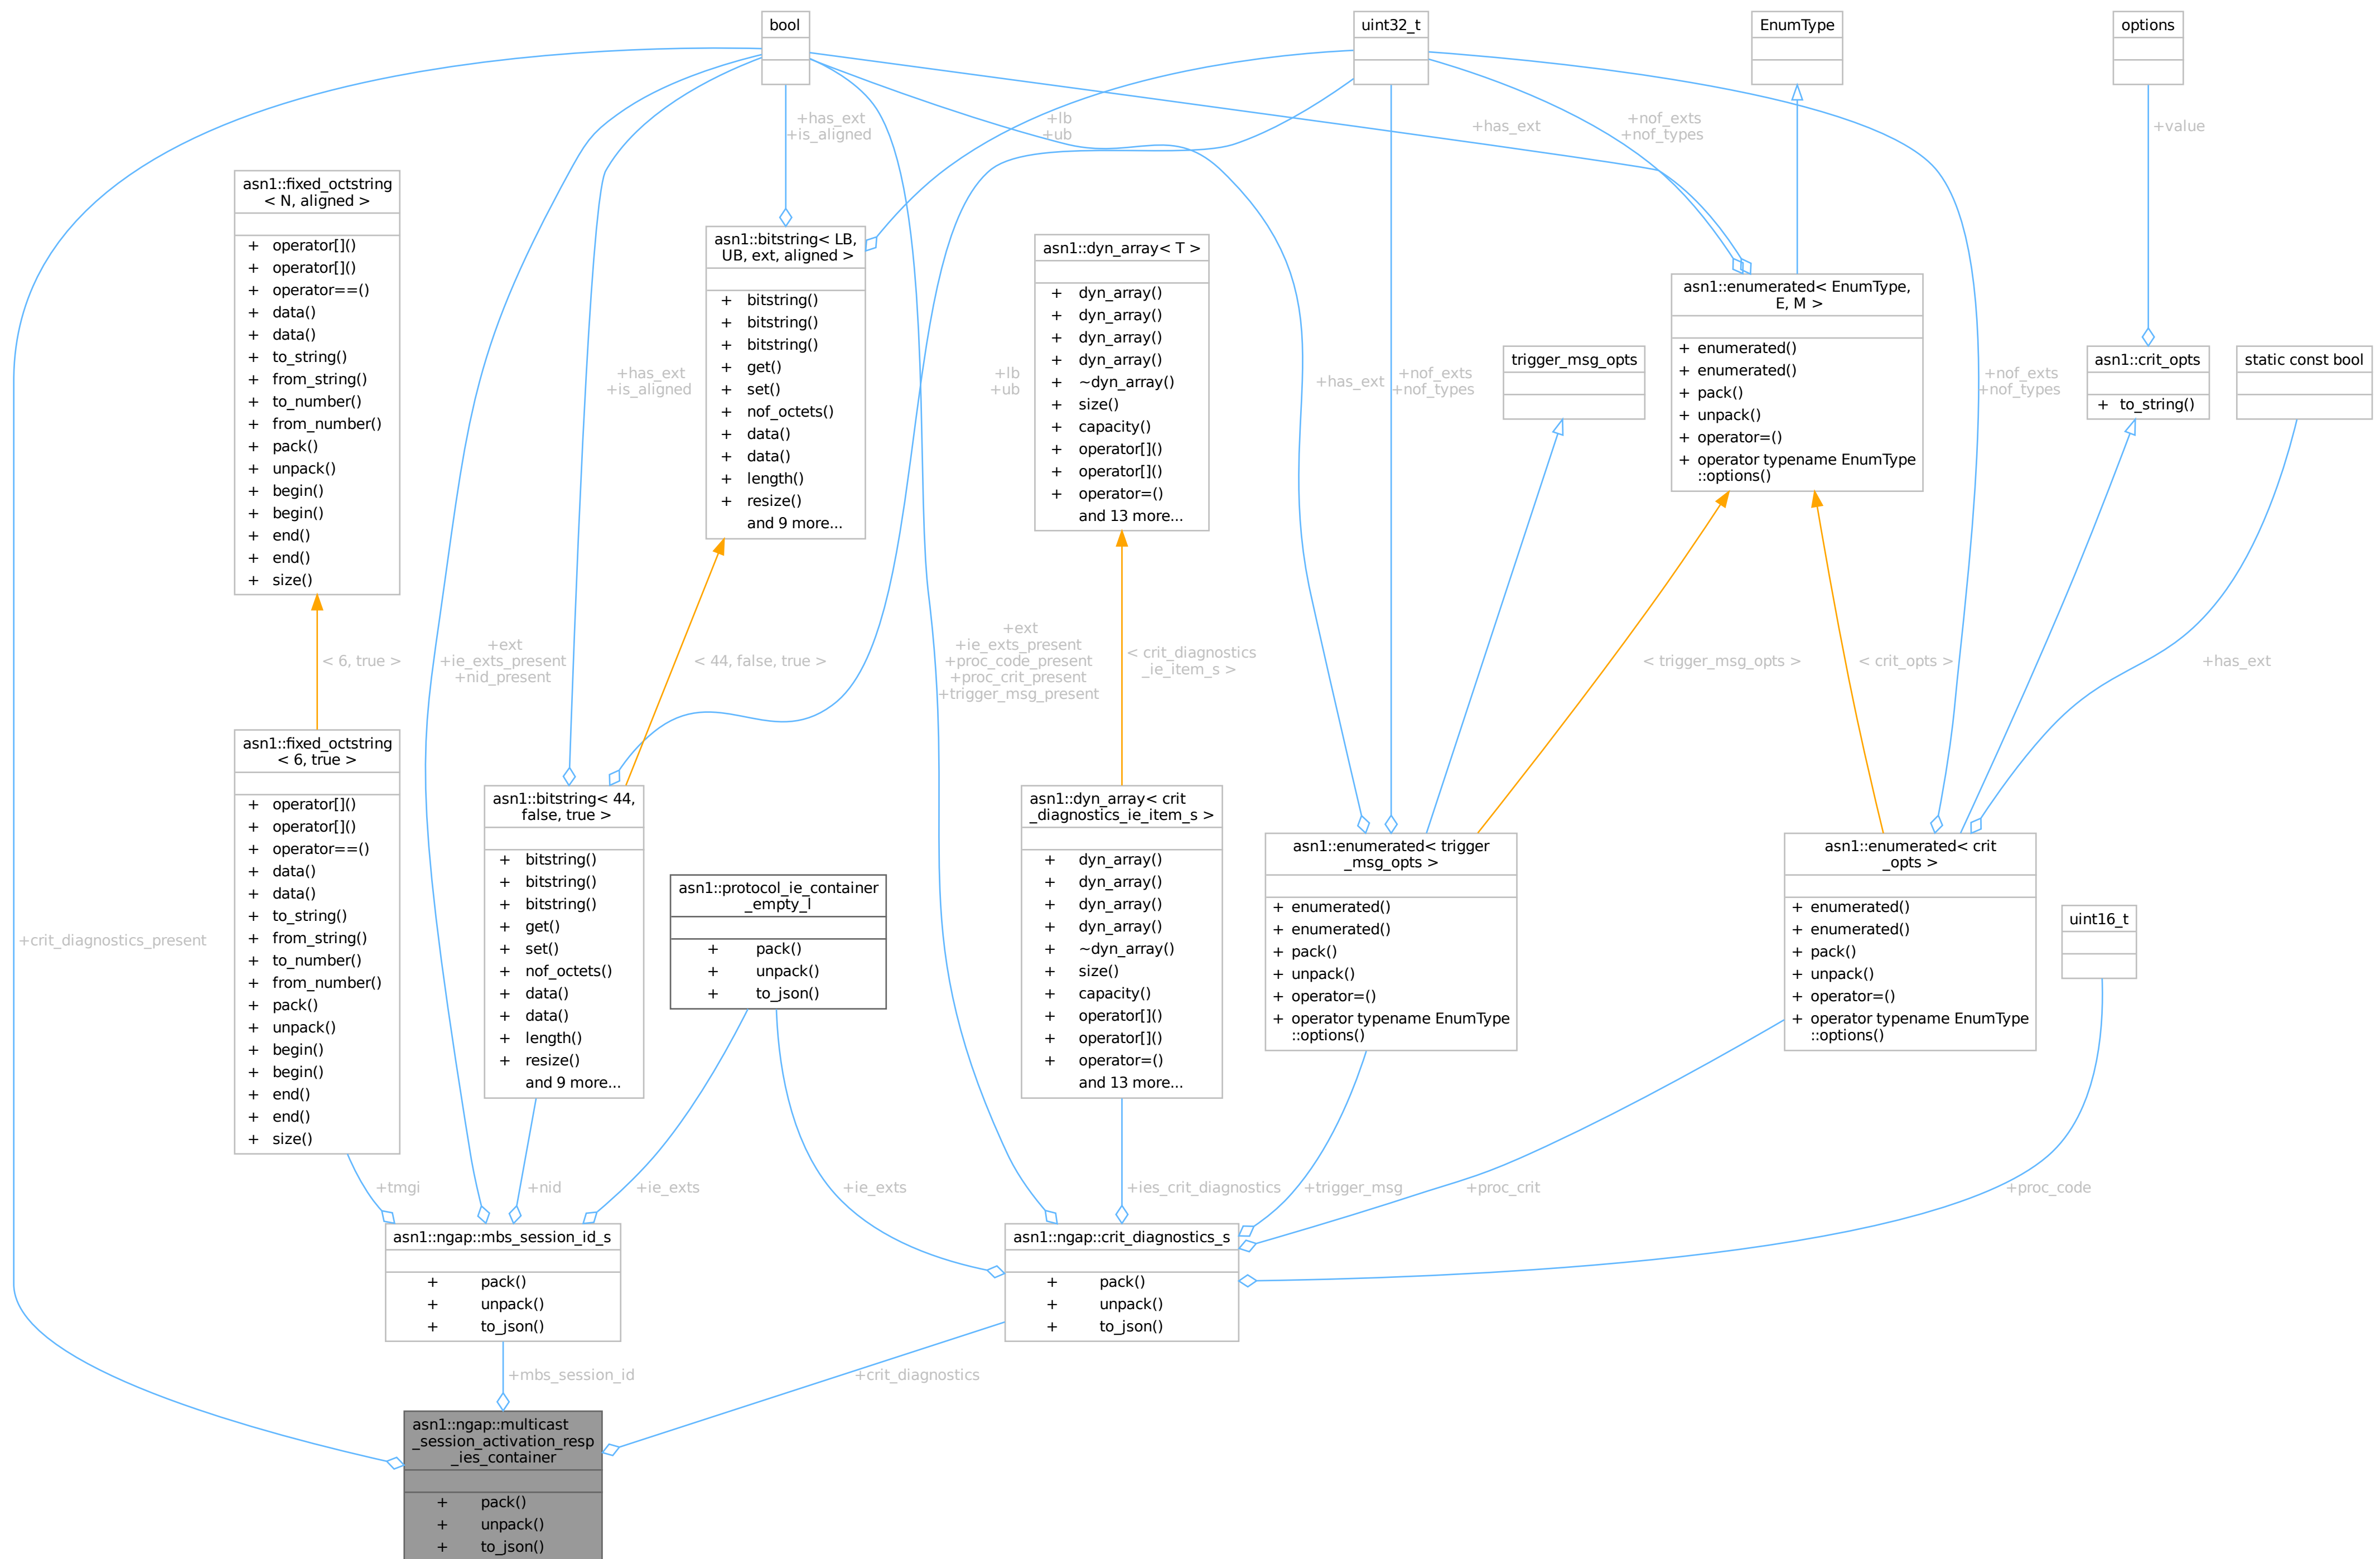 bool
uint32_t
EnumType
options
+has_ext
+is_aligned
+lb
+ub
+has_ext
+nof_exts
+nof_types
+value
asn1::fixed_octstring
< N, aligned >
+ operator[]()
+ operator[]()
+ operator==()
+ data()
+ data()
+ to_string()
+ from_string()
+ to_number()
+ from_number()
+ pack()
+ unpack()
+ begin()
+ begin()
+ end()
+ end()
+ size()
asn1::bitstring< LB,
UB, ext, aligned >
+ bitstring()
+ bitstring()
+ bitstring()
+ get()
+ set()
+ nof_octets()
+ data()
+ data()
+ length()
+ resize()
and 9 more...
asn1::dyn_array< T >
+ dyn_array()
+ dyn_array()
+ dyn_array()
+ dyn_array()
+ ~dyn_array()
+ size()
+ capacity()
+ operator[]()
+ operator[]()
+ operator=()
and 13 more...
asn1::enumerated< EnumType,
E, M >
+ enumerated()
+ enumerated()
+ pack()
+ unpack()
+ operator=()
+ operator typename EnumType
::options()
trigger_msg_opts
asn1::crit_opts
+ to_string()
static const bool
+has_ext
+is_aligned
+lb
+ub
+has_ext
+nof_exts
+nof_types
+nof_exts
+nof_types
< 6, true >
+ext
+ie_exts_present
+nid_present
< 44, false, true >
+ext
+ie_exts_present
+proc_code_present
+proc_crit_present
+trigger_msg_present
< crit_diagnostics
_ie_item_s >
< trigger_msg_opts >
< crit_opts >
+has_ext
asn1::fixed_octstring
< 6, true >
+ operator[]()
+ operator[]()
+ operator==()
+ data()
+ data()
+ to_string()
+ from_string()
+ to_number()
+ from_number()
+ pack()
+ unpack()
+ begin()
+ begin()
+ end()
+ end()
+ size()
asn1::bitstring< 44,
false, true >
+ bitstring()
+ bitstring()
+ bitstring()
+ get()
+ set()
+ nof_octets()
+ data()
+ data()
+ length()
+ resize()
and 9 more...
asn1::protocol_ie_container
_empty_l
+ pack()
+ unpack()
+ to_json()
asn1::dyn_array< crit
_diagnostics_ie_item_s >
+ dyn_array()
+ dyn_array()
+ dyn_array()
+ dyn_array()
+ ~dyn_array()
+ size()
+ capacity()
+ operator[]()
+ operator[]()
+ operator=()
and 13 more...
asn1::enumerated< trigger
_msg_opts >
+ enumerated()
+ enumerated()
+ pack()
+ unpack()
+ operator=()
+ operator typename EnumType
::options()
asn1::enumerated< crit
_opts >
+ enumerated()
+ enumerated()
+ pack()
+ unpack()
+ operator=()
+ operator typename EnumType
::options()
uint16_t
+crit_diagnostics_present
+tmgi
+nid
+ie_exts
+ie_exts
+ies_crit_diagnostics
+trigger_msg
+proc_crit
+proc_code
asn1::ngap::mbs_session_id_s
+ pack()
+ unpack()
+ to_json()
asn1::ngap::crit_diagnostics_s
+ pack()
+ unpack()
+ to_json()
+mbs_session_id
+crit_diagnostics
asn1::ngap::multicast
_session_activation_resp
_ies_container
+ pack()
+ unpack()
+ to_json()